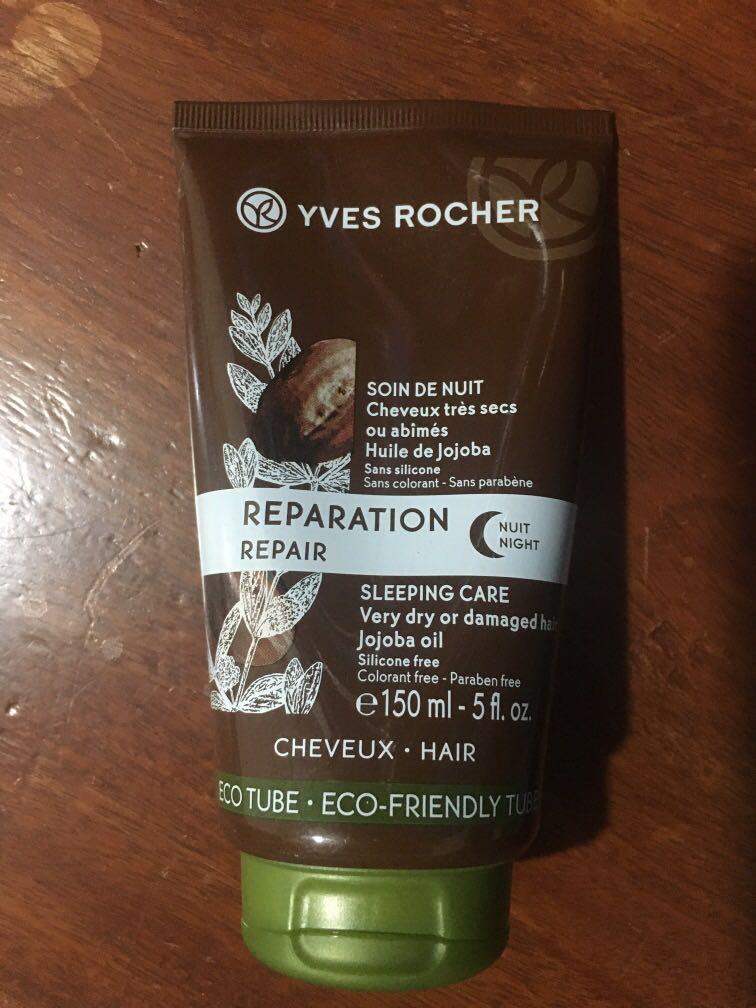 YVES ROCHER
SOIN DE NUIT
Cheveux très secs
ou abîmés
Huile de Jojoba
Sans silicone
Sans colorant - Sans parabène
REPARATION
REPAIR
NUIT
NIGHT
SLEEPING CARE
Very dry or damaged hair
Jojoba oil
Silicone free
Colorant free - Paraben free
℮150 ml - 5 fl. oz.
CHEVEUX • HAIR
ECO TUBE • ECO-FRIENDLY TUBE